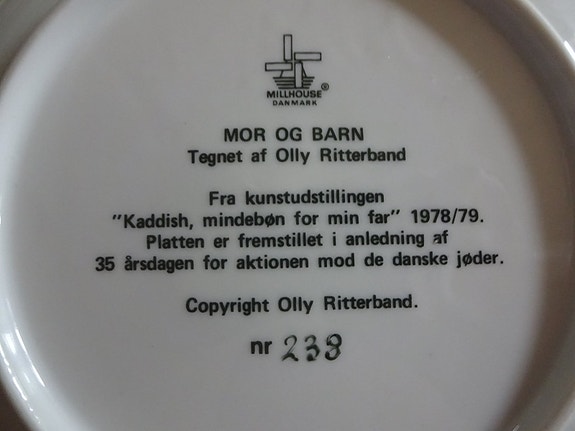 MILLHOUSE®
DANMARK
MOR OG BARN
Tegnet af Olly Ritterband
Fra kunstudstillingen
"Kaddish, mindebøn for min far" 1978/79.
Platten er fremstillet i anledning af
35 årsdagen for aktionen mod de danske jøder.
Copyright Olly Ritterband.
nr 238